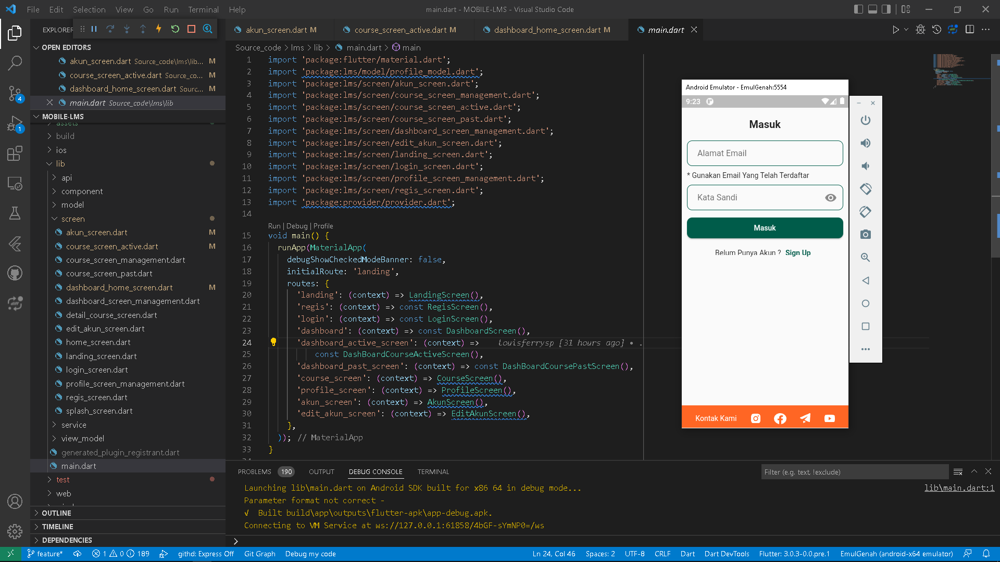 File Edit Selection View Go Run Terminal Help
main.dart - MOBILE-LMS - Visual Studio Code
EXPLORER
OPEN EDITORS
akun_screen.dart Source_code\lms\lib... M
course_screen_active.dart Source_co... M
dashboard_home_screen.dart Sourc... M
main.dart Source_code\lms\lib
MOBILE-LMS
assets
build
ios
lib
api
component
model
screen
akun_screen.dart M
course_screen_active.dart M
course_screen_management.dart
course_screen_past.dart
dashboard_home_screen.dart M
dashboard_screen_management.dart
detail_course_screen.dart
edit_akun_screen.dart
home_screen.dart
landing_screen.dart
login_screen.dart
profile_screen_management.dart
regis_screen.dart
splash_screen.dart
service
view_model
generated_plugin_registrant.dart
main.dart
test
web
OUTLINE
TIMELINE
DEPENDENCIES
4
1
akun_screen.dart M
course_screen_active.dart M
dashboard_home_screen.dart M
main.dart
Source_code > lms > lib > main.dart > main
1 import 'package:flutter/material.dart';
2 import 'package:lms/model/profile_model.dart';
3 import 'package:lms/screen/akun_screen.dart';
4 import 'package:lms/screen/course_screen_management.dart';
5 import 'package:lms/screen/course_screen_active.dart';
6 import 'package:lms/screen/course_screen_past.dart';
7 import 'package:lms/screen/dashboard_screen_management.dart';
8 import 'package:lms/screen/edit_akun_screen.dart';
9 import 'package:lms/screen/landing_screen.dart';
10 import 'package:lms/screen/login_screen.dart';
11 import 'package:lms/screen/profile_screen_management.dart';
12 import 'package:lms/screen/regis_screen.dart';
13 import 'package:provider/provider.dart';
14
Run | Debug | Profile
15 void main() {
16 runApp(MaterialApp(
17 debugShowCheckedModeBanner: false,
18 initialRoute: 'landing',
19 routes: {
20 'landing': (context) => LandingScreen(),
21 'regis': (context) => const RegisScreen(),
22 'login': (context) => const LoginScreen(),
23 'dashboard': (context) => const DashboardScreen(),
24 'dashboard_active_screen': (context) => louisferrysp [31 hours ago] • .
25 const DashBoardCourseActiveScreen(),
26 'dashboard_past_screen': (context) => const DashBoardCoursePastScreen(),
27 'course_screen': (context) => CourseScreen(),
28 'profile_screen': (context) => ProfileScreen(),
29 'akun_screen': (context) => AkunScreen(),
30 'edit_akun_screen': (context) => EditAkunScreen(),
31 },
32 )); // MaterialApp
33 }
Android Emulator - EmulGenah:5554
9:23
Masuk
Alamat Email
* Gunakan Email Yang Telah Terdaftar
Kata Sandi
Masuk
Belum Punya Akun ? Sign Up
Kontak Kami
PROBLEMS 190 OUTPUT DEBUG CONSOLE TERMINAL
Filter (e.g. text, !exclude)
Launching lib\main.dart on Android SDK built for x86 64 in debug mode...
lib\main.dart:1
Parameter format not correct -
√ Built build\app\outputs\flutter-apk\app-debug.apk.
Connecting to VM Service at ws://127.0.0.1:61858/4bGF-sYmNP0=/ws
feature* 1 0 189 githd: Express Off Git Graph Debug my code
Ln 24, Col 46 Spaces: 2 UTF-8 CRLF Dart Dart DevTools Flutter: 3.0.3-0.0.pre.1 EmulGenah (android-x64 emulator)